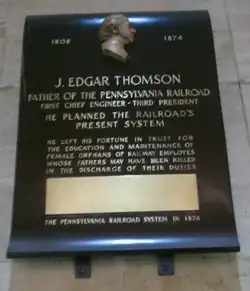 1808 1874
J. EDGAR THOMSON
FATHER OF THE PENNSYLVANIA RAILROAD
FIRST CHIEF ENGINEER - THIRD PRESIDENT
HE PLANNED THE RAILROAD'S
PRESENT SYSTEM
HE LEFT HIS FORTUNE IN TRUST FOR
THE EDUCATION AND MAINTENANCE OF
FEMALE ORPHANS OF RAILWAY EMPLOYES
WHOSE FATHERS MAY HAVE BEEN KILLED
IN THE DISCHARGE OF THEIR DUTIES
THE PENNSYLVANIA RAILROAD SYSTEM IN 1874